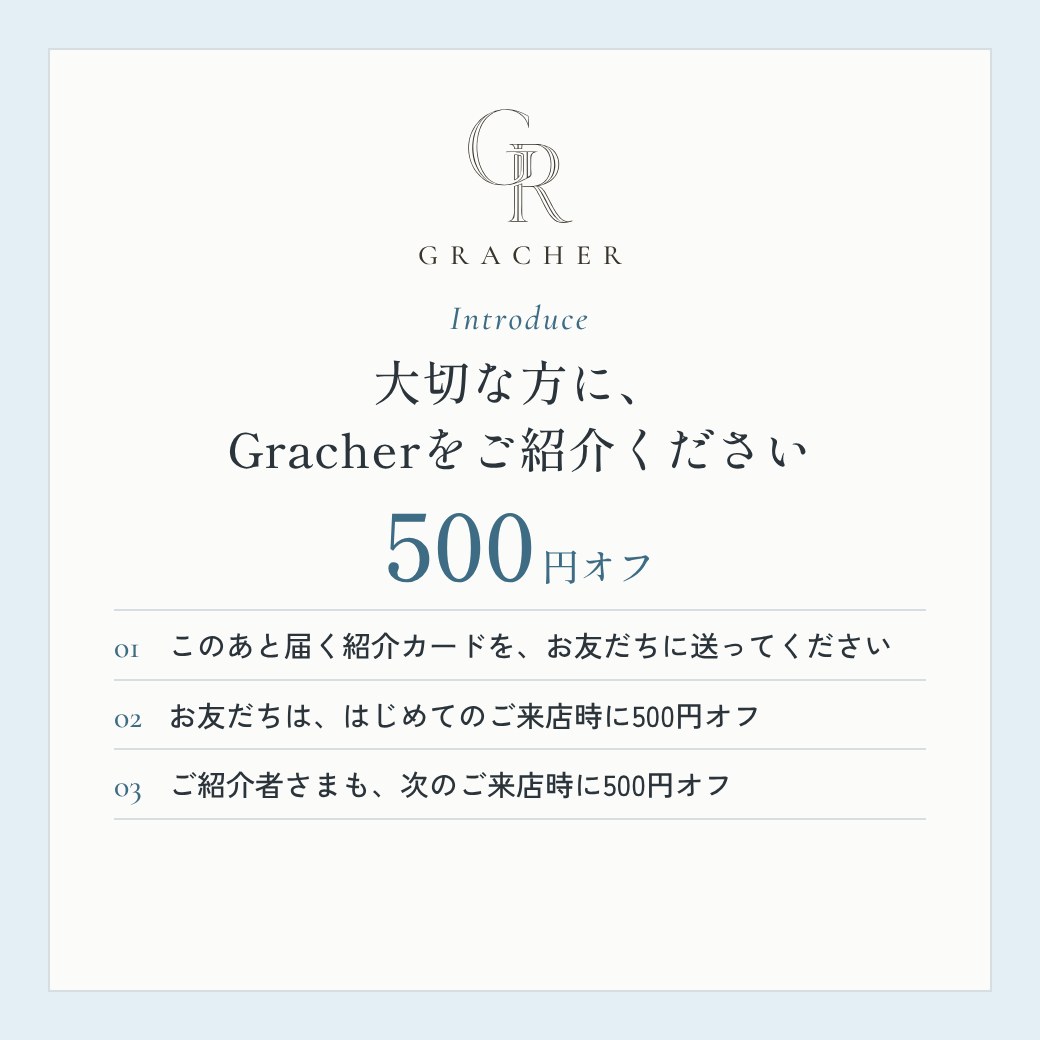 GR
GRACHER
Introduce
大切な方に、
Gracherをご紹介ください
500円オフ
01 このあと届く紹介カードを、お友だちに送ってください
02 お友だちは、はじめてのご来店時に500円オフ
03 ご紹介者さまも、次のご来店時に500円オフ